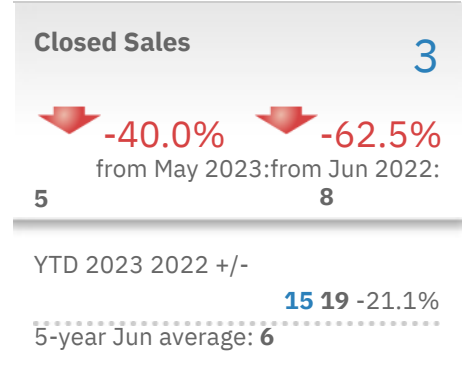 Closed Sales 3
-40.0% -62.5%
from May 2023: from Jun 2022:
5 8
YTD 2023 2022 +/-
15 19 -21.1%
5-year Jun average: 6